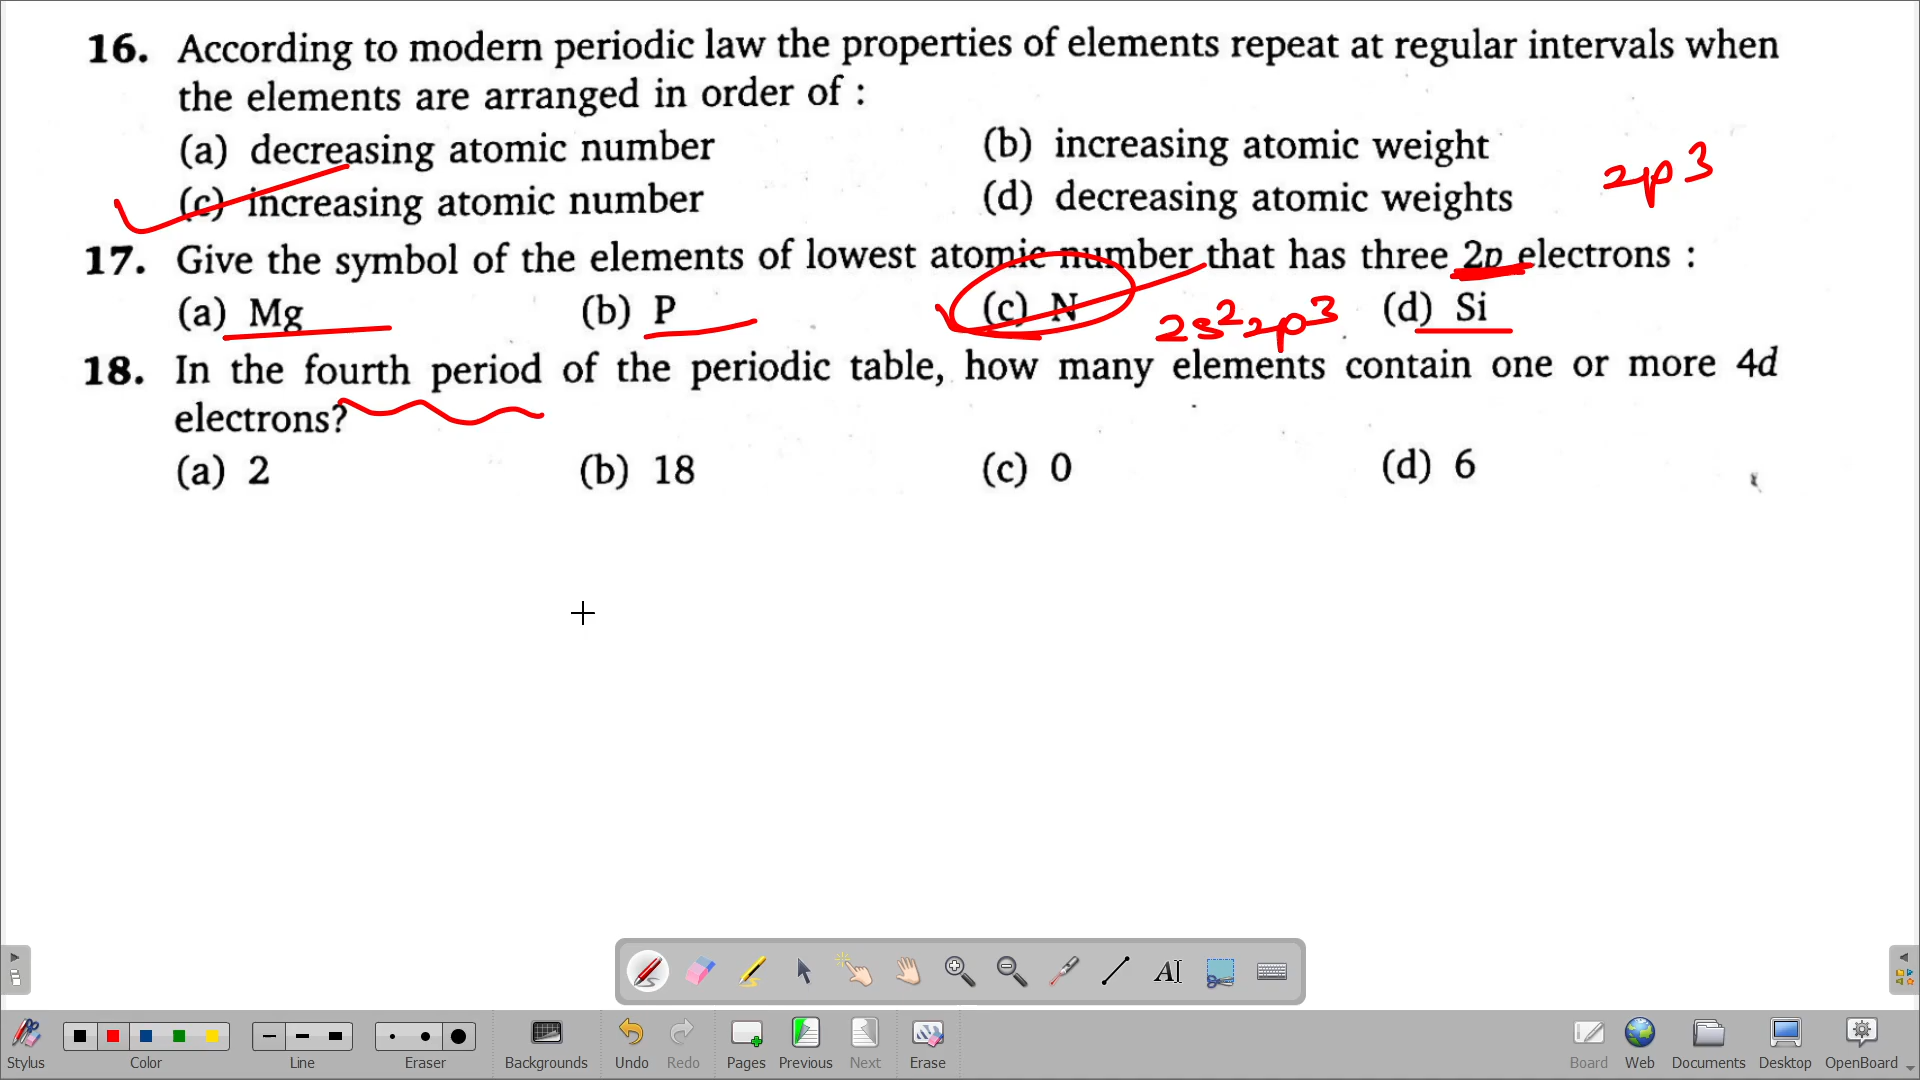 16. According to modern periodic law the properties of elements repeat at regular intervals when
the elements are arranged in order of :
(a) decreasing atomic number (b) increasing atomic weight
(c) increasing atomic number (d) decreasing atomic weights
2p3
17. Give the symbol of the elements of lowest atomic number that has three 2p electrons :
(a) Mg (b) P (c) N 2s2 2p3 (d) Si
18. In the fourth period of the periodic table, how many elements contain one or more 4d
electrons?
(a) 2 (b) 18 (c) 0 (d) 6
AI
Stylus Color Line Eraser Backgrounds Undo Redo Pages Previous Next Erase Board Web Documents Desktop OpenBoard